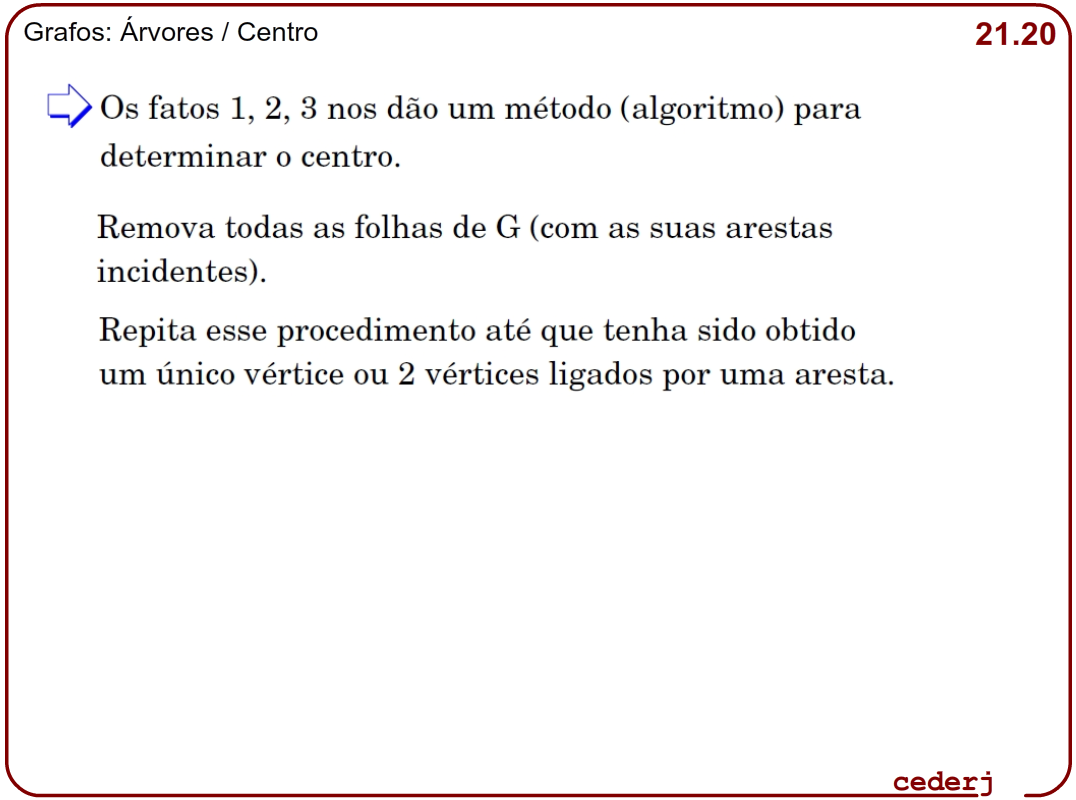 Grafos: Árvores / Centro
21.20
Os fatos 1, 2, 3 nos dão um método (algoritmo) para
determinar o centro.
Remova todas as folhas de G (com as suas arestas
incidentes).
Repita esse procedimento até que tenha sido obtido
um único vértice ou 2 vértices ligados por uma aresta.
cederj